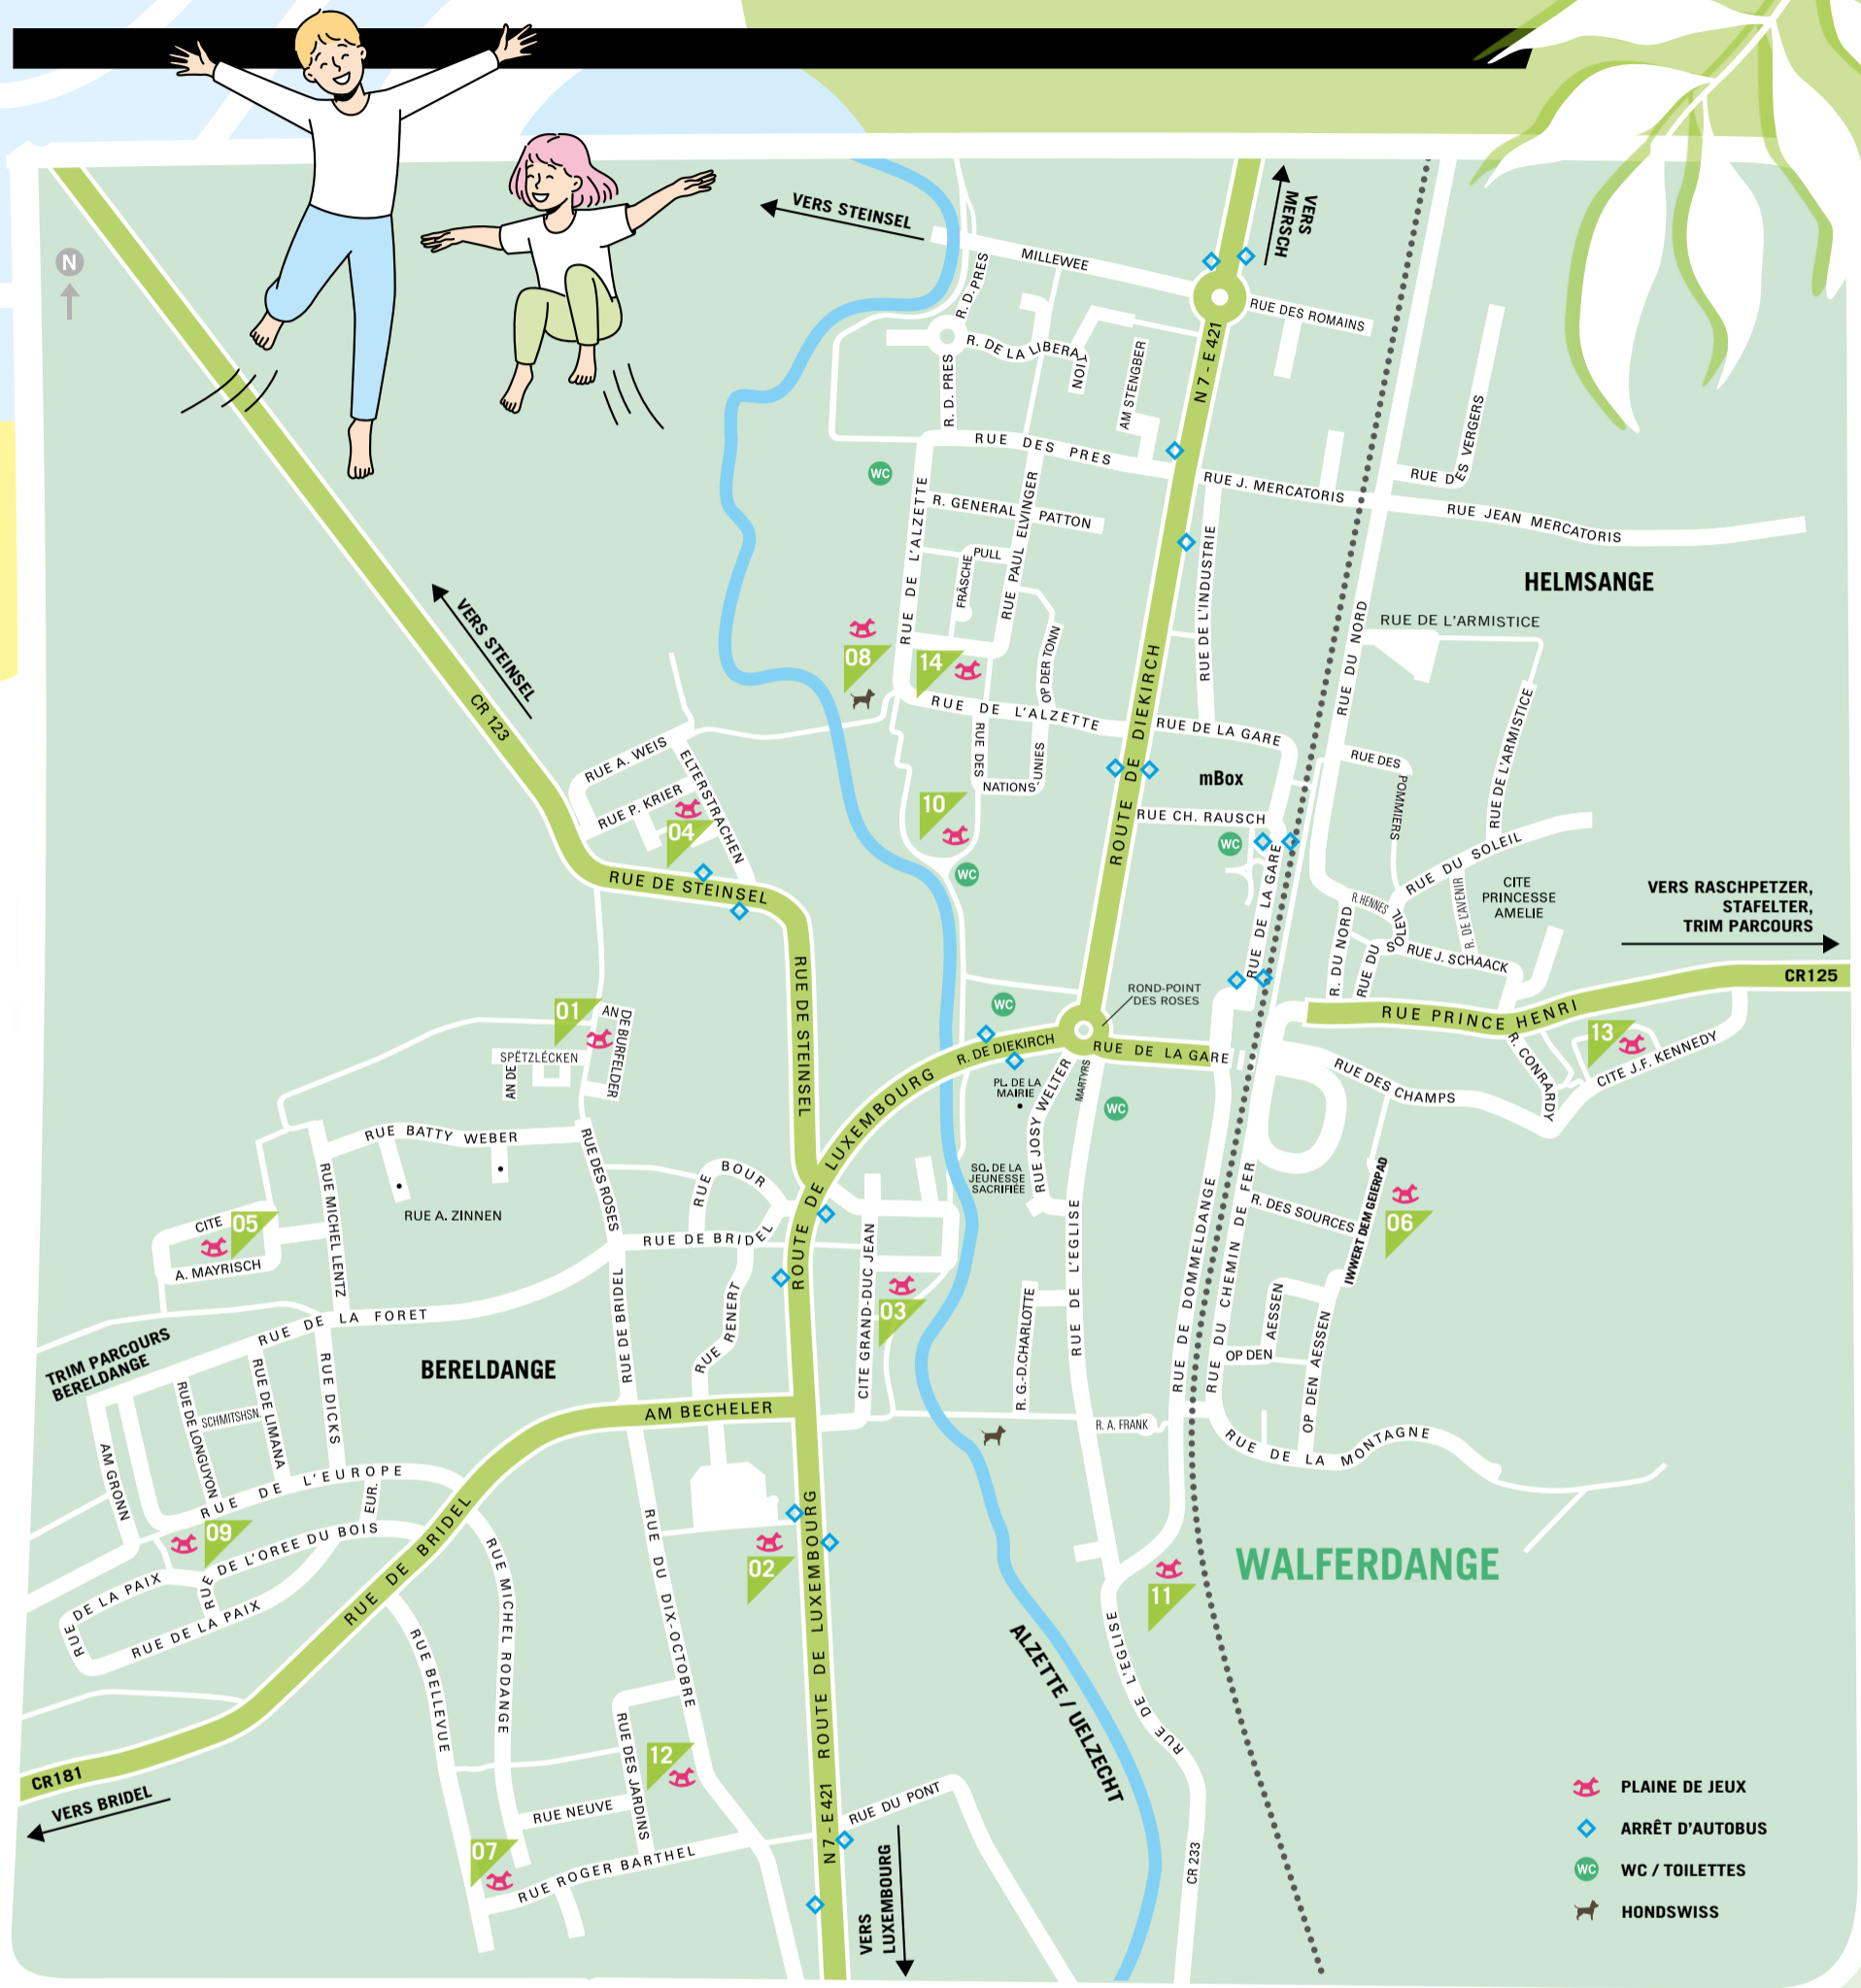 N
VERS STEINSEL
VERS
MERSCH
MILLEWEE
R. D. PRES
RUE DES ROMAINS
R. DE LA LIBERAT
NOIT
R. D. PRES
AM STENGBER
N 7 - E 421
RUE DES VERGERS
RUE DES PRES
WC
RUE J. MERCATORIS
RUE JEAN MERCATORIS
R. GENERAL PATTON
RUE DE L'ALZETTE
RUE PAUL ELVINGER
PULL
FRÄSCHE
RUE DE L'INDUSTRIE
HELMSANGE
RUE DE L'ARMISTICE
RUE DU NORD
VERS STEINSEL
CR 123
08
14
OP DER TONN
RUE DE L'ALZETTE
RUE DE LA GARE
RUE DE L'ARMISTICE
ROUTE DE DIEKIRCH
RUE DES
NATIONS
UNIES
mBox
RUE DES
POMMIERS
RUE A. WEIS
RUE P. KRIER
ELTERSTRACHEN
04
10
WC
RUE CH. RAUSCH
WC
RUE DE LA GARE
RUE DU SOLEIL
R. HENNES
R. DE L'AVENIR
CITE
PRINCESSE
AMELIE
VERS RASCHPETZER,
STAFELTER,
TRIM PARCOURS
RUE DE STEINSEL
R. DU NORD
RUE DU SOLEIL
RUE J. SCHAACK
CR125
RUE DE STEINSEL
ROND-POINT
DES ROSES
WC
RUE PRINCE HENRI
01
AN DE BURFELDER
SPËTZLÉCKEN
AN DE
13
CITE J.F. KENNEDY
R. CONRARDY
R. DE DIEKIRCH
RUE DE LA GARE
RUE DES CHAMPS
PL. DE LA
MAIRIE
RUE JOSY WELTER
MARTYRS
WC
ROUTE DE LUXEMBOURG
RUE BATTY WEBER
RUE DES ROSES
RUE MICHEL LENTZ
RUE A. ZINNEN
RUE BOUR
SQ. DE LA
JEUNESSE
SACRIFIÉE
RUE DE DOMMELDANGE
RUE DU CHEMIN DE FER
R. DES SOURCES
IWWERT DEM GEIERPAD
06
CITE
05
A. MAYRISCH
RUE DE BRIDEL
RUE DE BRIDEL
RUE RENERT
CITE GRAND-DUC JEAN
03
RUE DE L'EGLISE
R. G.-D. CHARLOTTE
OP DEN
AESSEN
OP DEN AESSEN
RUE DE LA FORET
TRIM PARCOURS
BERELDANGE
BERELDANGE
RUE DICKS
RUE DE LIMANA
SCHMITSHSN.
RUE DE LONGUYON
AM GRONN
AM BECHELER
R. A. FRANK
RUE DE LA MONTAGNE
RUE DE L'EUROPE
EUR.
09
RUE DE L'OREE DU BOIS
RUE DE LA PAIX
RUE DE LA PAIX
RUE DE BRIDEL
RUE MICHEL RODANGE
RUE BELLEVUE
RUE DU DIX-OCTOBRE
02
ROUTE DE LUXEMBOURG
N 7 - E 421
11
WALFERDANGE
ALZETTE / UELZECHT
RUE DE L'EGLISE
CR181
VERS BRIDEL
RUE DES JARDINS
12
RUE NEUVE
07
RUE ROGER BARTHEL
RUE DU PONT
VERS
LUXEMBOURG
CR 233
PLAINE DE JEUX
ARRÊT D'AUTOBUS
WC WC / TOILETTES
HONDSWISS